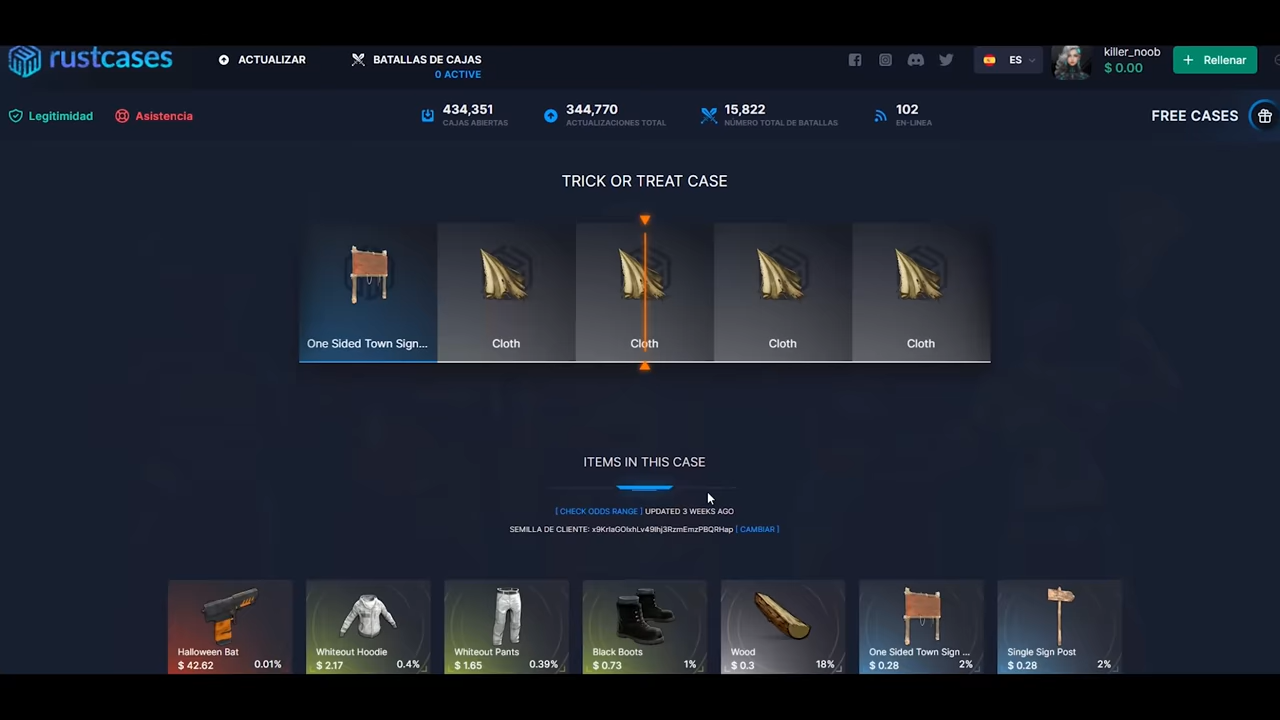 rustcases
ACTUALIZAR
BATALLAS DE CAJAS
0 ACTIVE
ES
killer_noob
$ 0.00
Rellenar
Legitimidad
Asistencia
434,351
CAJAS ABIERTAS
344,770
ACTUALIZACIONES TOTAL
15,822
NÚMERO TOTAL DE BATALLAS
102
EN-LINEA
FREE CASES
TRICK OR TREAT CASE
One Sided Town Sign...
Cloth
Cloth
Cloth
Cloth
ITEMS IN THIS CASE
[ CHECK ODDS RANGE ] UPDATED 3 WEEKS AGO
SEMILLA DE CLIENTE: [ CAMBIAR ]
Halloween Bat
$ 42.62 0.01%
Whiteout Hoodie
$ 2.17 0.4%
Whiteout Pants
$ 1.65 0.39%
Black Boots
$ 0.73 1%
Wood
$ 0.3 18%
One Sided Town Sign ...
$ 0.28 2%
Single Sign Post
$ 0.28 2%